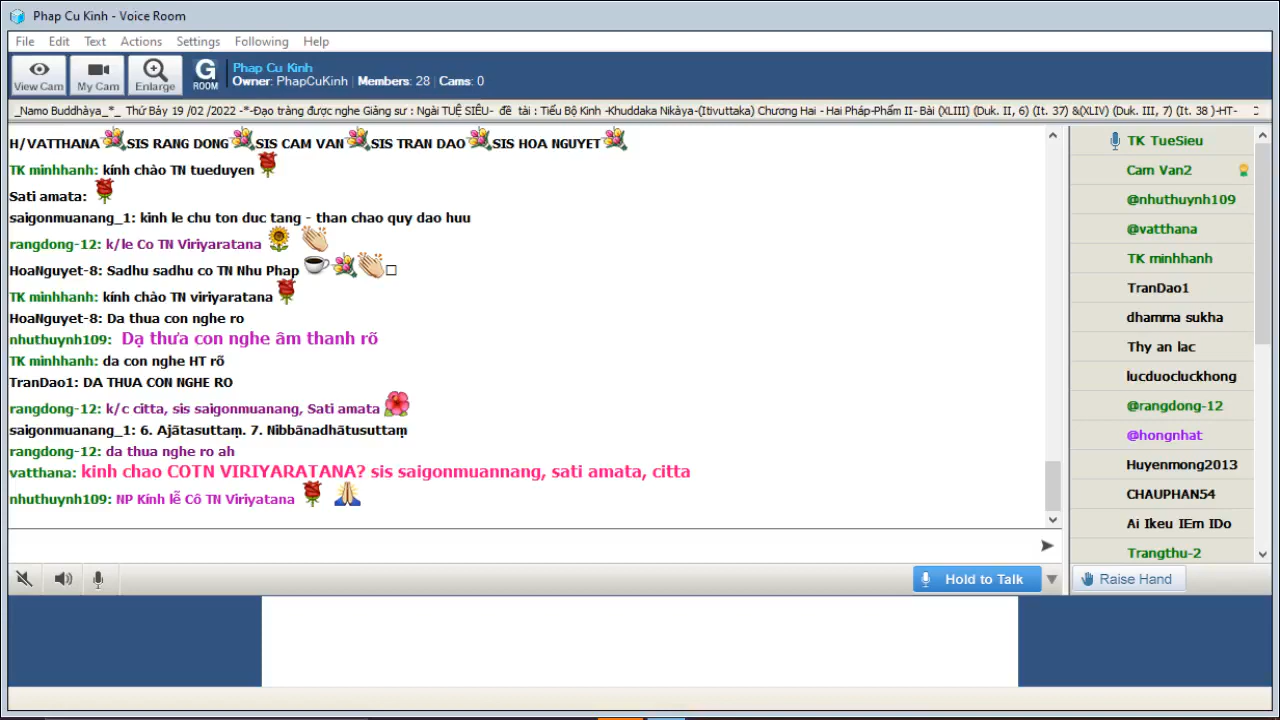 Phap Cu Kinh - Voice Room
File Edit Text Actions Settings Following Help
View Cam My Cam Enlarge G ROOM
Phap Cu Kinh
Owner: PhapCuKinh | Members: 28 | Cams: 0
_Namo Buddhàya_*_ Thứ Bảy 19 /02 /2022 -*-Đạo tràng được nghe Giảng sư : Ngài TUỆ SIÊU- đề tài : Tiểu Bộ Kinh -Khuddaka Nikàya-(Itivuttaka) Chương Hai - Hai Pháp-Phẩm II- Bài (XLIII) (Duk. II, 6) (It. 37) &(XLIV) (Duk. III, 7) (It. 38 )-HT-
H/VATTHANA SIS RANG DONG SIS CAM VAN SIS TRAN DAO SIS HOA NGUYET
TK minhhanh: kính chào TN tueduyen
Sati amata:
saigonmuanang_1: kinh le chu ton duc tang - than chao quy dao huu
rangdong-12: k/le Co TN Viriyaratana
HoaNguyet-8: Sadhu sadhu co TN Nhu Phap
TK minhhanh: kính chào TN viriyaratana
HoaNguyet-8: Da thua con nghe ro
nhuthuynh109: Dạ thưa con nghe âm thanh rõ
TK minhhanh: da con nghe HT rõ
TranDao1: DA THUA CON NGHE RO
rangdong-12: k/c citta, sis saigonmuanang, Sati amata
saigonmuanang_1: 6. Ajātasuttaṃ. 7. Nibbānadhātusuttaṃ
rangdong-12: da thua nghe ro ah
vatthana: kinh chao COTN VIRIYARATANA? sis saigonmuannang, sati amata, citta
nhuthuynh109: NP Kính lễ Cô TN Viriyatana
TK TueSieu
Cam Van2
@nhuthuynh109
@vatthana
TK minhhanh
TranDao1
dhamma sukha
Thy an lac
lucduocluckhong
@rangdong-12
@hongnhat
Huyenmong2013
CHAUPHAN54
Ai Ikeu IEm IDo
Trangthu-2
Hold to Talk
Raise Hand